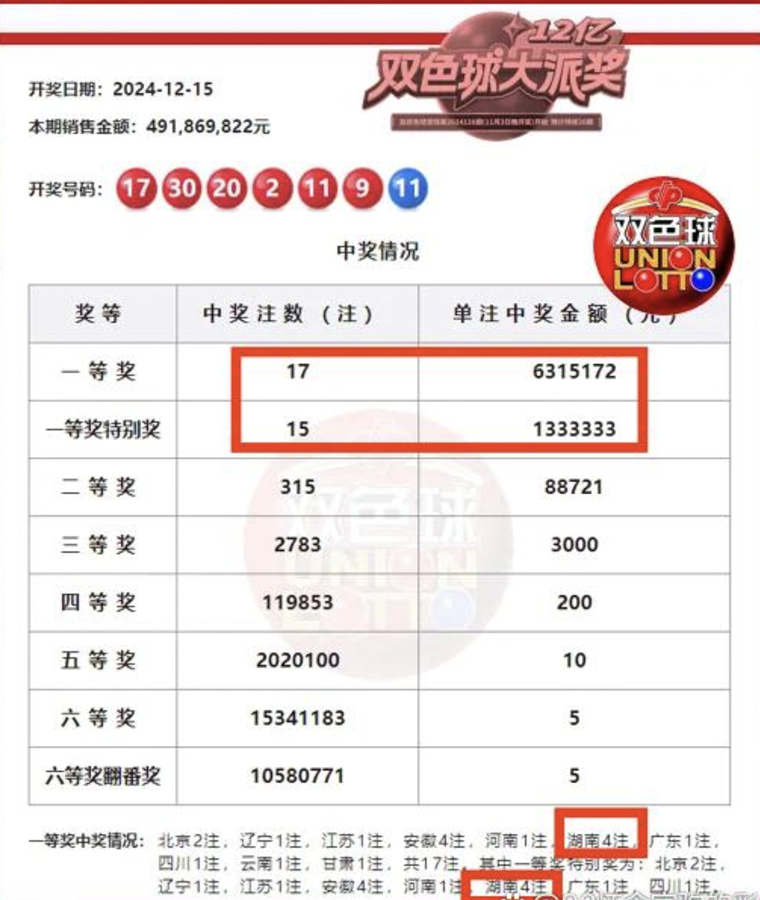 12亿
双色球大派奖
开奖日期：2024-12-15
本期销售金额：491,869,822元
开奖号码： 17 30 20 2 11 9 11
双色球
UNION
LOTTO
中奖情况
奖等 中奖注数（注） 单注中奖金额（元）
一等奖 17 6315172
一等奖特别奖 15 1333333
二等奖 315 88721
三等奖 2783 3000
四等奖 119853 200
五等奖 2020100 10
六等奖 15341183 5
六等奖翻番奖 10580771 5
双色球
UNION
LOTTO
一等奖中奖情况： 北京2注，辽宁1注，江苏1注，安徽4注，河南1注，湖南4注，广东1注，
四川1注，云南1注，甘肃1注，共17注，其中一等奖特别奖为：北京2注，
辽宁1注，江苏1注，安徽4注，河南1注，湖南4注，广东1注，四川1注。